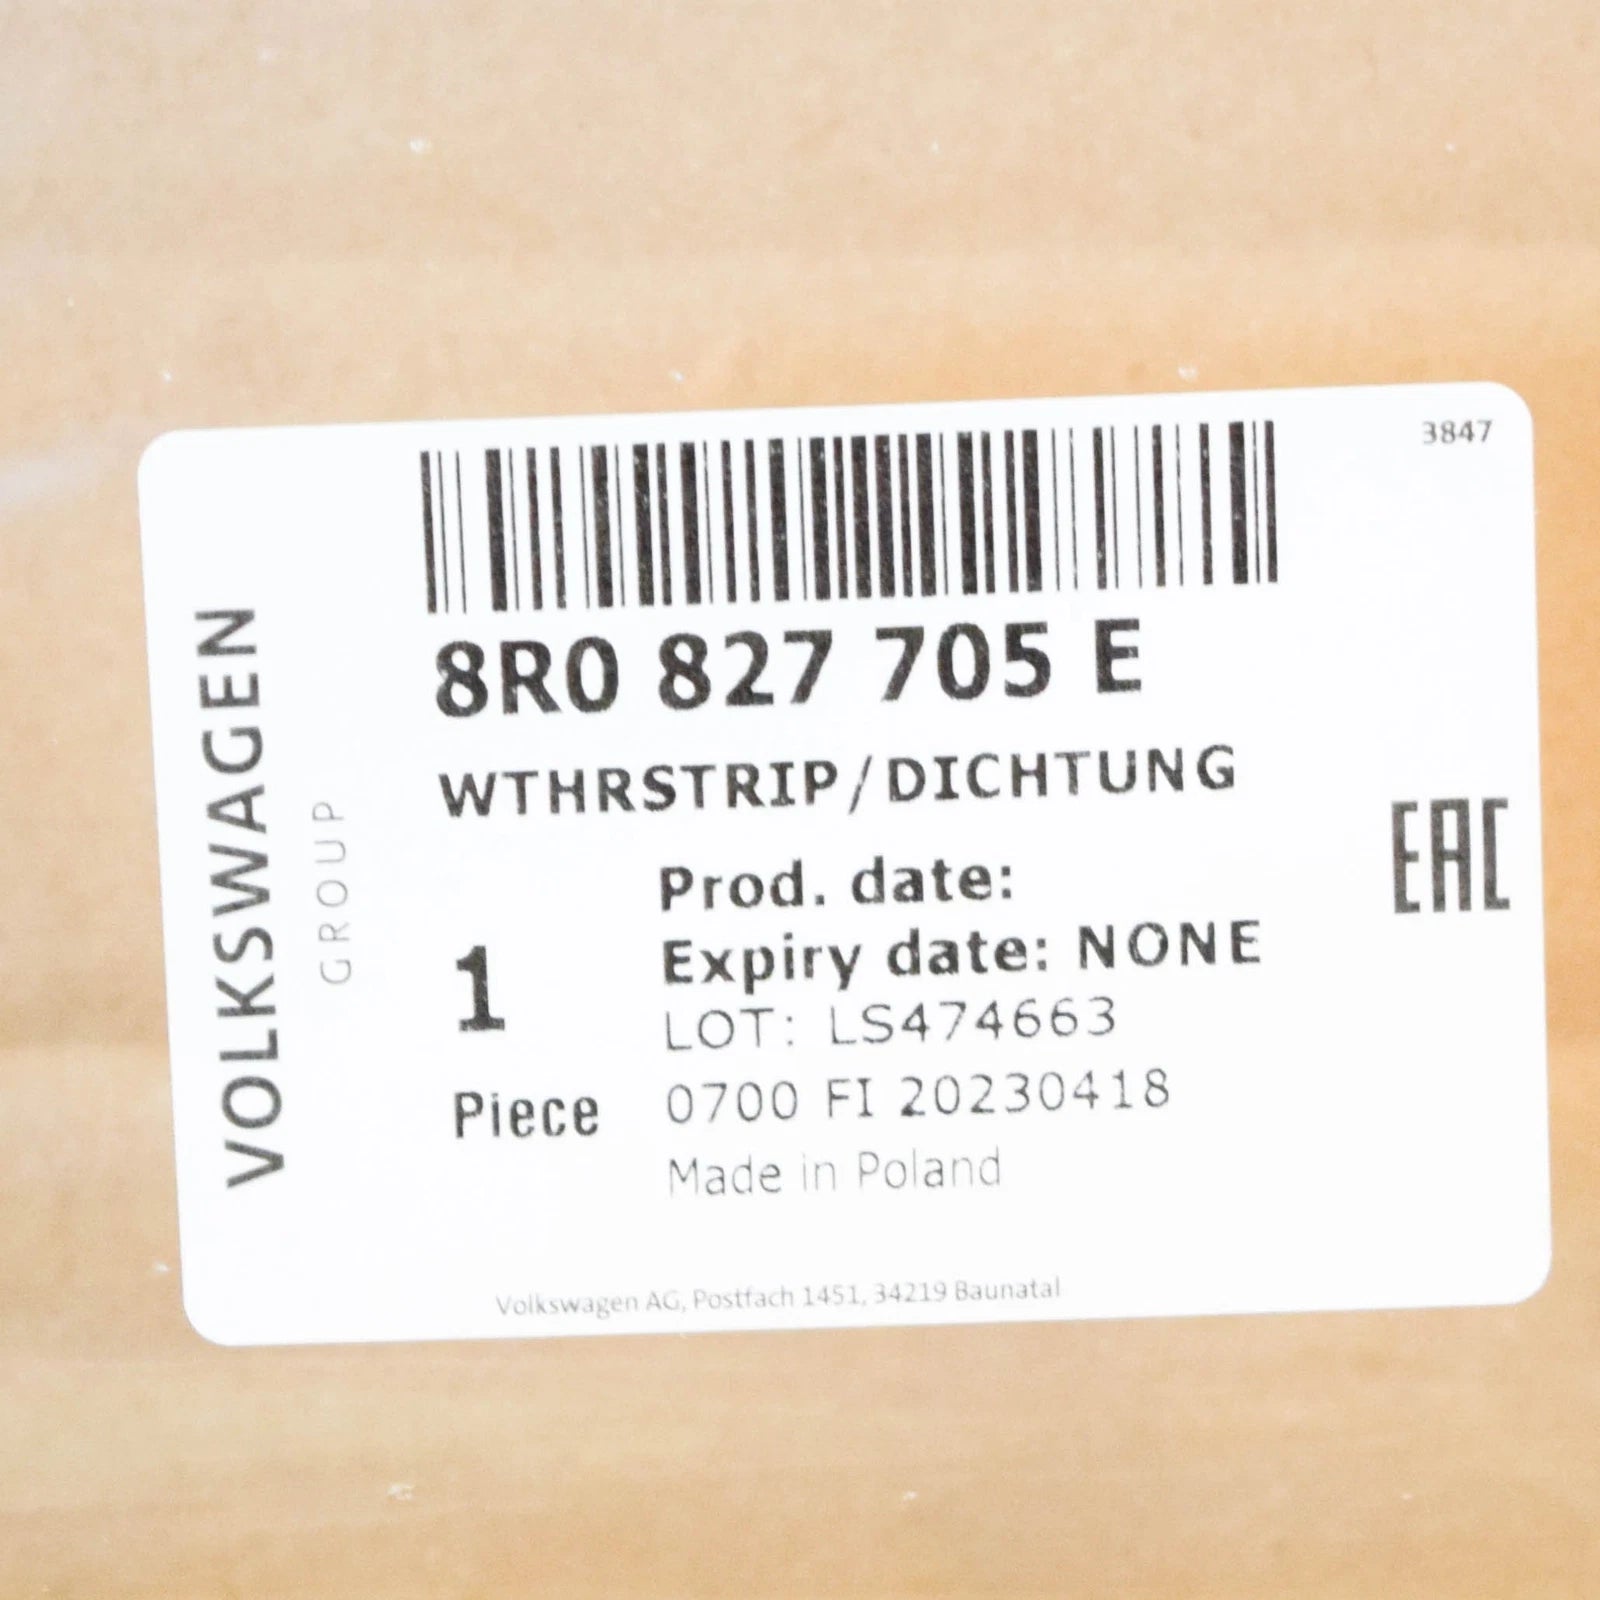 3847
8R0 827 705 E
WTHRSTRIP/DICHTUNG
Prod. date:
Expiry date: NONE
LOT: LS474663
0700 FI 20230418
Made in Poland
1
Piece
VOLKSWAGEN
GROUP
EAC
Volkswagen AG, Postfach 1451, 34219 Baunatal